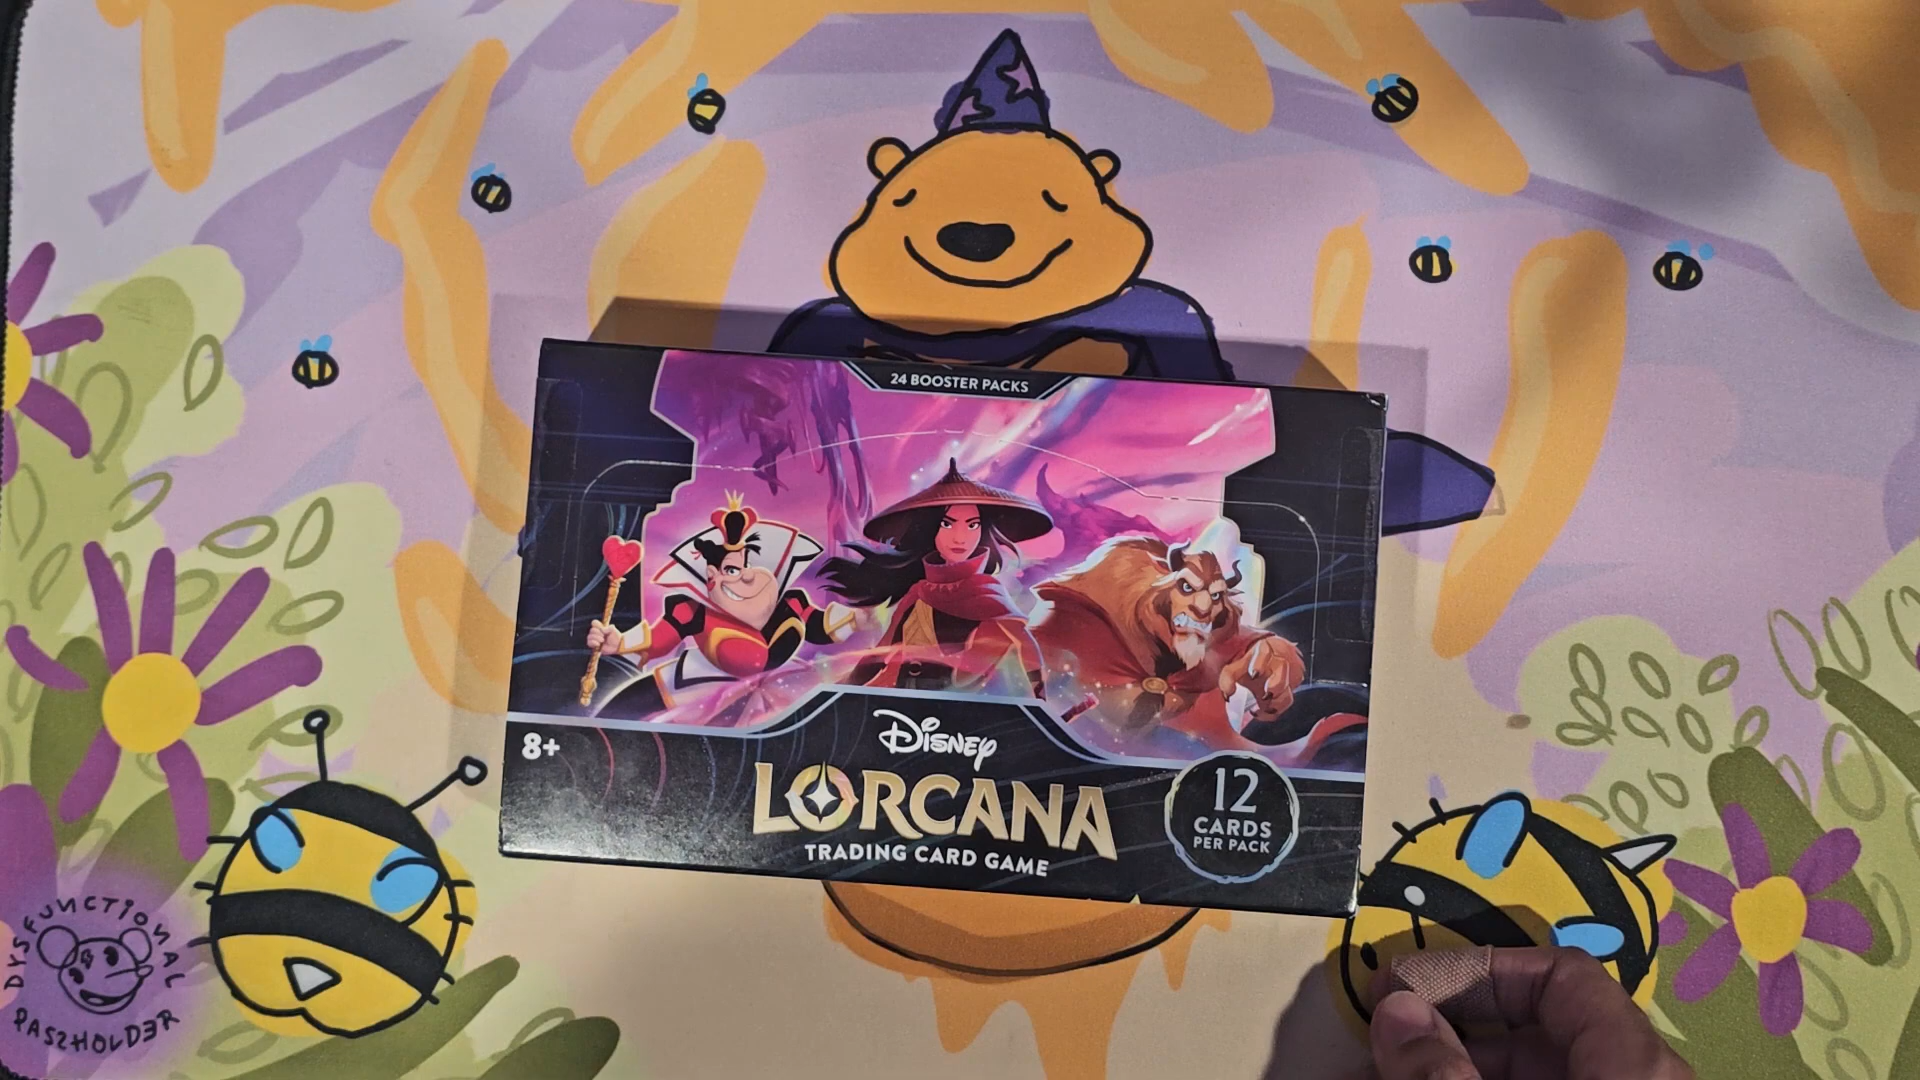 24 BOOSTER PACKS
8+
Disney
LORCANA
TRADING CARD GAME
12
CARDS
PER PACK
DYSFUNCTIONAL
PASSHOLDER